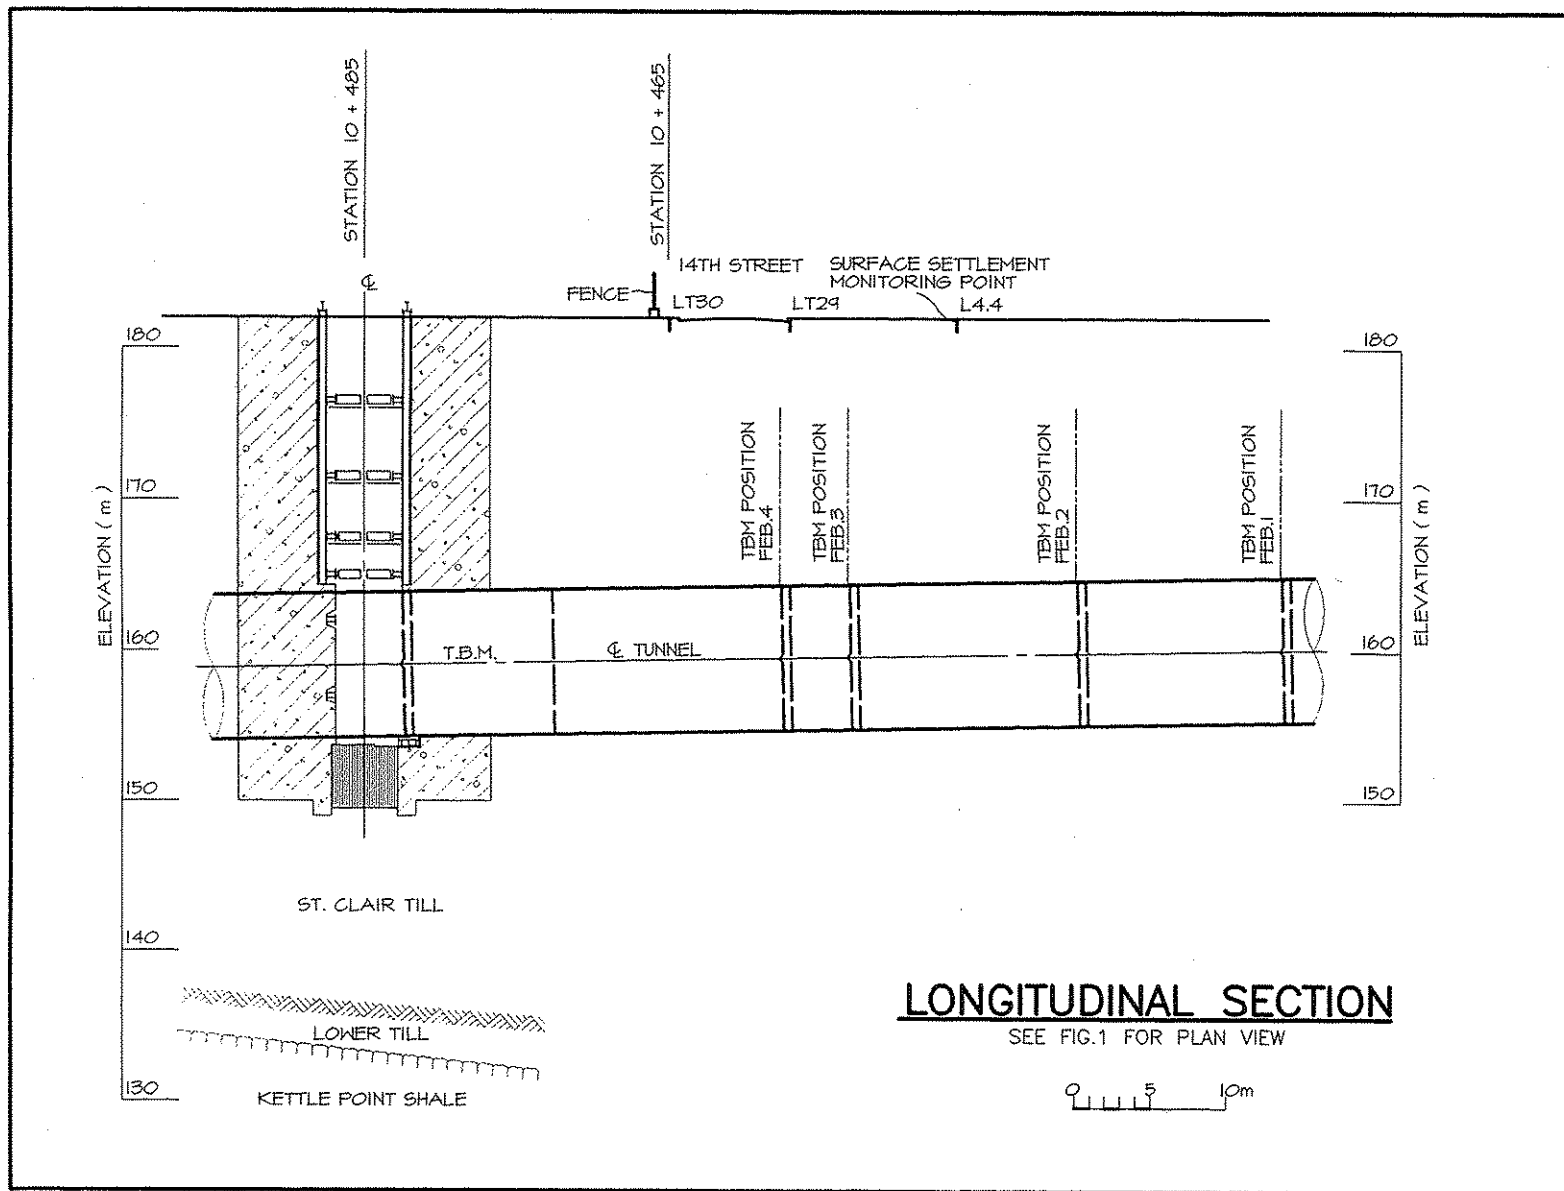 STATION 10 + 485
STATION 10 + 465
℄
14TH STREET
SURFACE SETTLEMENT
MONITORING POINT
FENCE
LT30
LT29
L4.4
180
170
160
150
140
130
ELEVATION ( m )
180
170
160
150
ELEVATION ( m )
TBM POSITION
FEB.4
TBM POSITION
FEB.3
TBM POSITION
FEB.2
TBM POSITION
FEB.1
T.B.M.
℄ TUNNEL
ST. CLAIR TILL
LOWER TILL
KETTLE POINT SHALE
LONGITUDINAL SECTION
SEE FIG.1 FOR PLAN VIEW
0 5 10m